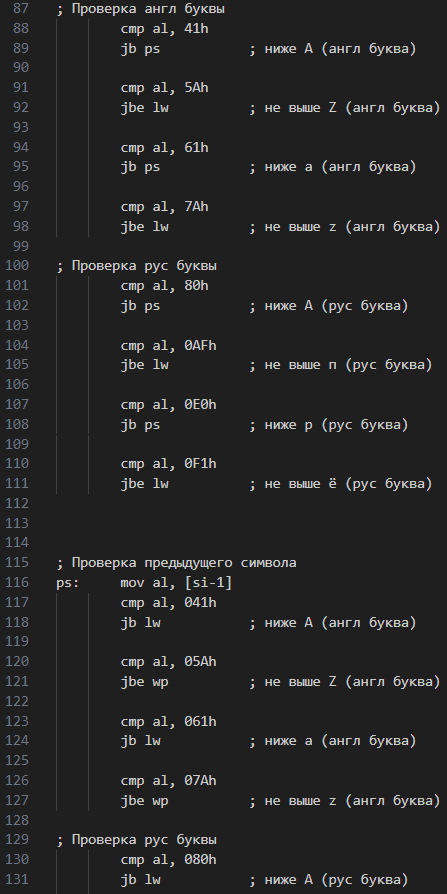 87 ; Проверка англ буквы
88 cmp al, 41h
89 jb ps ; ниже A (англ буква)
90
91 cmp al, 5Ah
92 jbe lw ; не выше Z (англ буква)
93
94 cmp al, 61h
95 jb ps ; ниже a (англ буква)
96
97 cmp al, 7Ah
98 jbe lw ; не выше z (англ буква)
99
100 ; Проверка рус буквы
101 cmp al, 80h
102 jb ps ; ниже А (рус буква)
103
104 cmp al, 0AFh
105 jbe lw ; не выше п (рус буква)
106
107 cmp al, 0E0h
108 jb ps ; ниже р (рус буква)
109
110 cmp al, 0F1h
111 jbe lw ; не выше ё (рус буква)
112
113
114
115 ; Проверка предыдущего символа
116 ps: mov al, [si-1]
117 cmp al, 041h
118 jb lw ; ниже A (англ буква)
119
120 cmp al, 05Ah
121 jbe wp ; не выше Z (англ буква)
122
123 cmp al, 061h
124 jb lw ; ниже a (англ буква)
125
126 cmp al, 07Ah
127 jbe wp ; не выше z (англ буква)
128
129 ; Проверка рус буквы
130 cmp al, 080h
131 jb lw ; ниже А (рус буква)